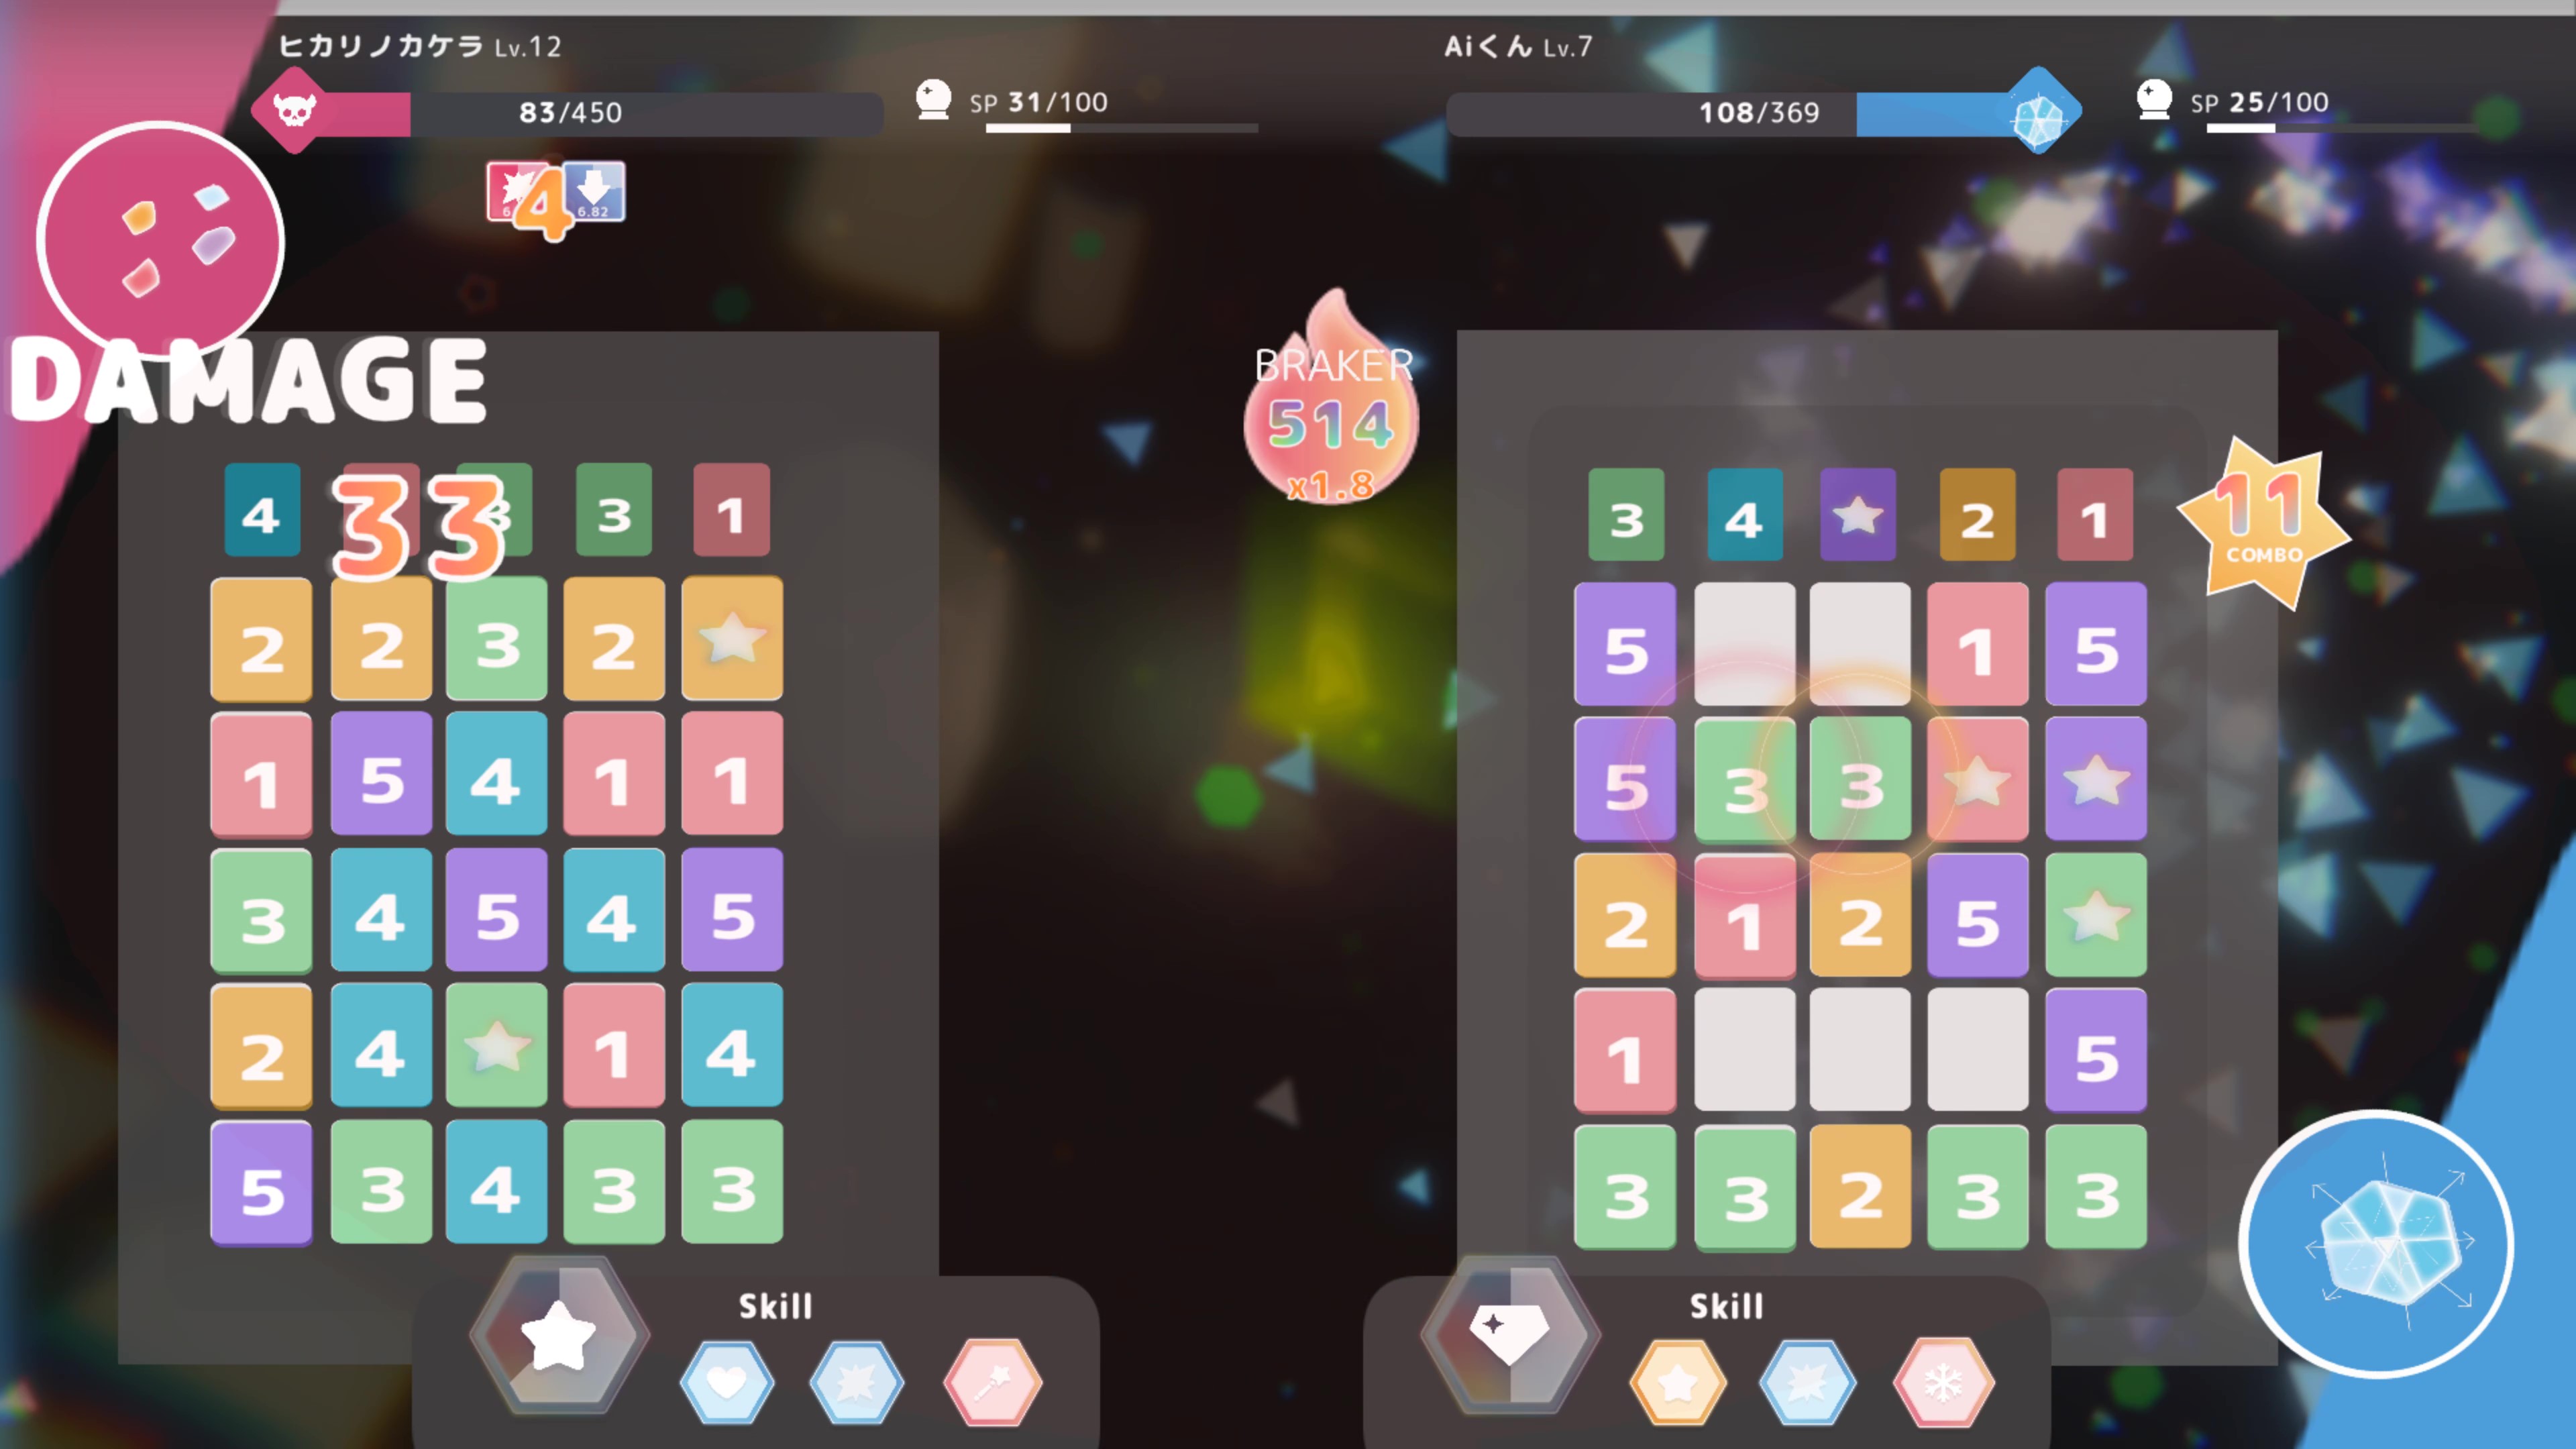 ヒカリノカケラ Lv.12
83/450
SP 31/100
Aiくん Lv.7
108/369
SP 25/100
4
6.82
BRAKER
514
x1.8
DAMAGE
33
4 3 1
2 2 3 2
1 5 4 1 1
3 4 5 4 5
2 4 1 4
5 3 4 3 3
3 4 2 1
11
COMBO
5 1 5
5 3 3
2 1 2 5
1 5
3 3 2 3 3
Skill
Skill